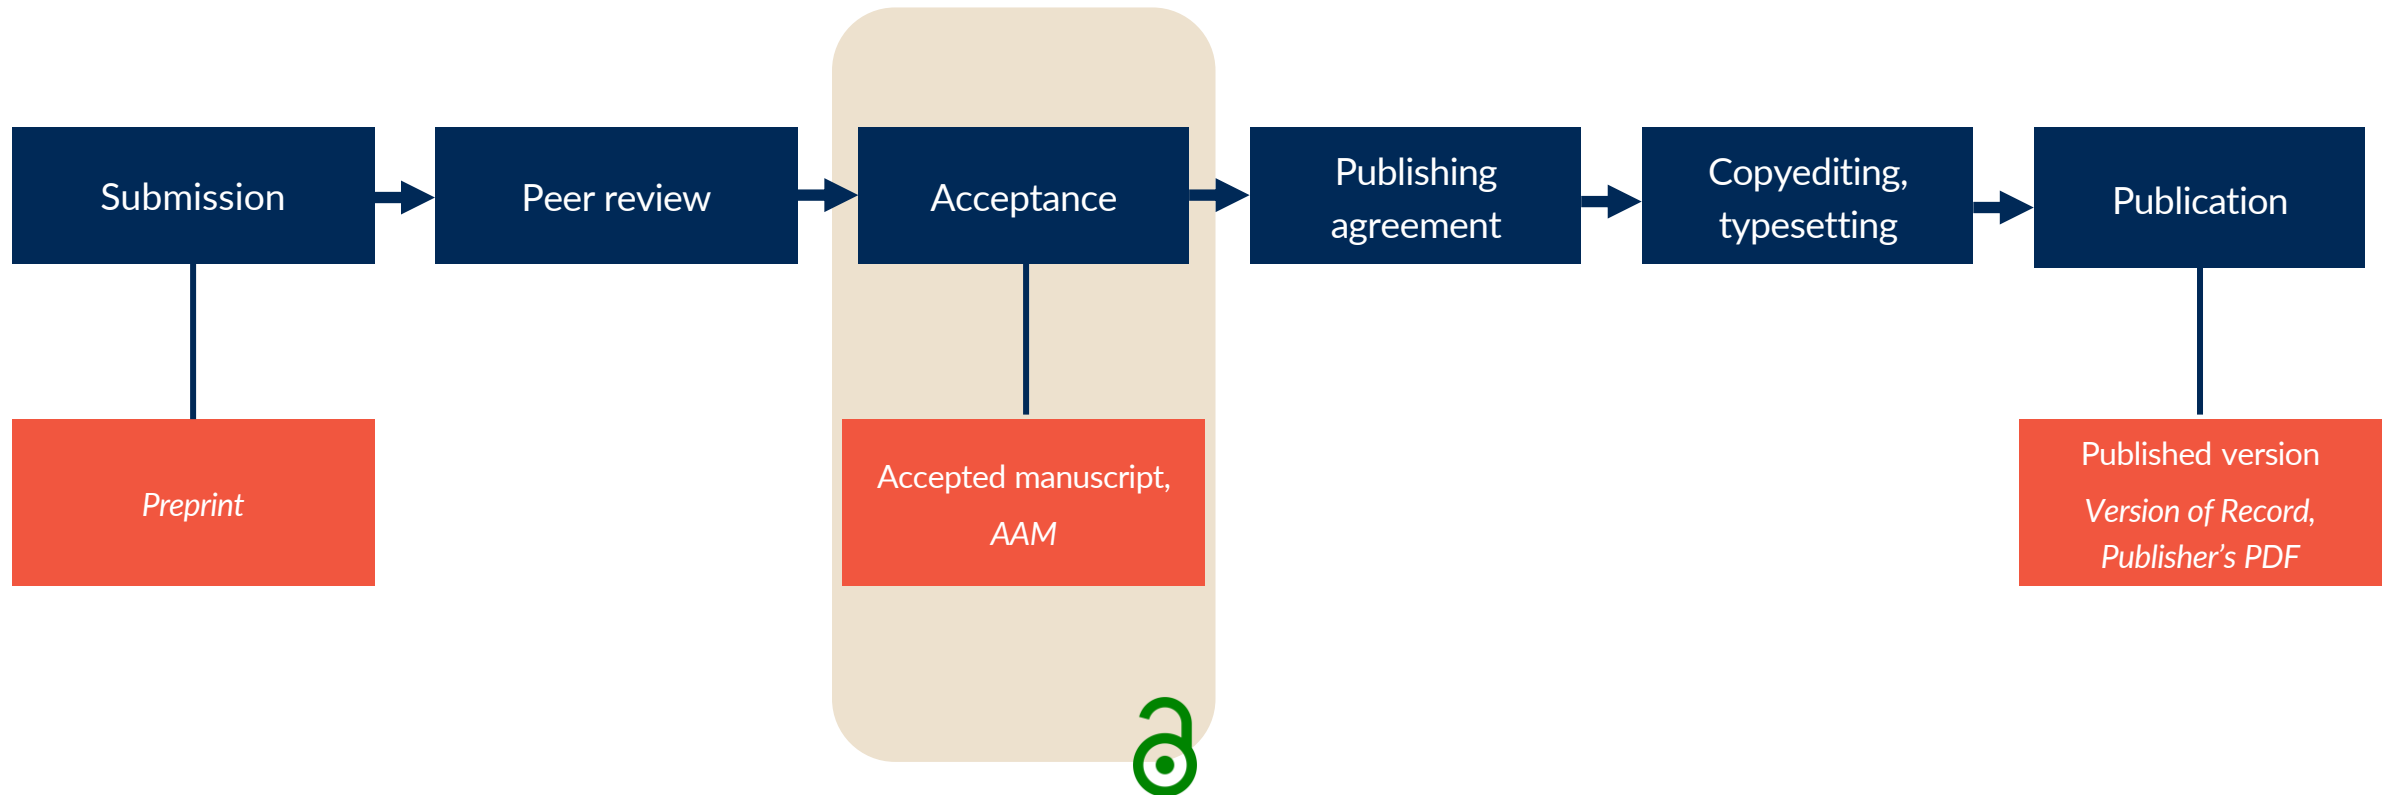 Submission
Peer review
Acceptance
Publishing
agreement
Copyediting,
typesetting
Publication
Preprint
Accepted manuscript,
AAM
Published version
Version of Record,
Publisher’s PDF